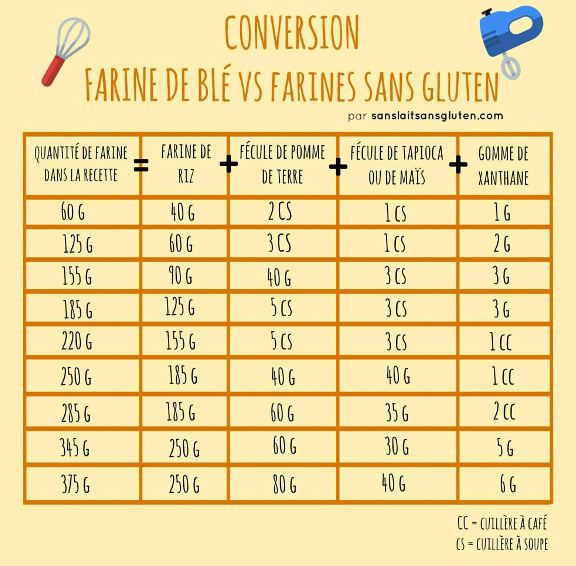 CONVERSION
FARINE DE BLÉ VS FARINES SANS GLUTEN
par sanslaitsansgluten.com
QUANTITÉ DE FARINE DANS LA RECETTE = FARINE DE RIZ + FÉCULE DE POMME DE TERRE + FÉCULE DE TAPIOCA OU DE MAÏS + GOMME DE XANTHANE
60 G 40 G 2 CS 1 CS 1 G
125 G 60 G 3 CS 1 CS 2 G
155 G 90 G 40 G 3 CS 3 G
185 G 125 G 5 CS 3 CS 3 G
220 G 155 G 5 CS 3 CS 1 CC
250 G 185 G 40 G 40 G 1 CC
285 G 185 G 60 G 35 G 2 CC
345 G 250 G 60 G 30 G 5 G
375 G 250 G 80 G 40 G 6 G
CC = CUILLÈRE À CAFÉ
CS = CUILLÈRE À SOUPE